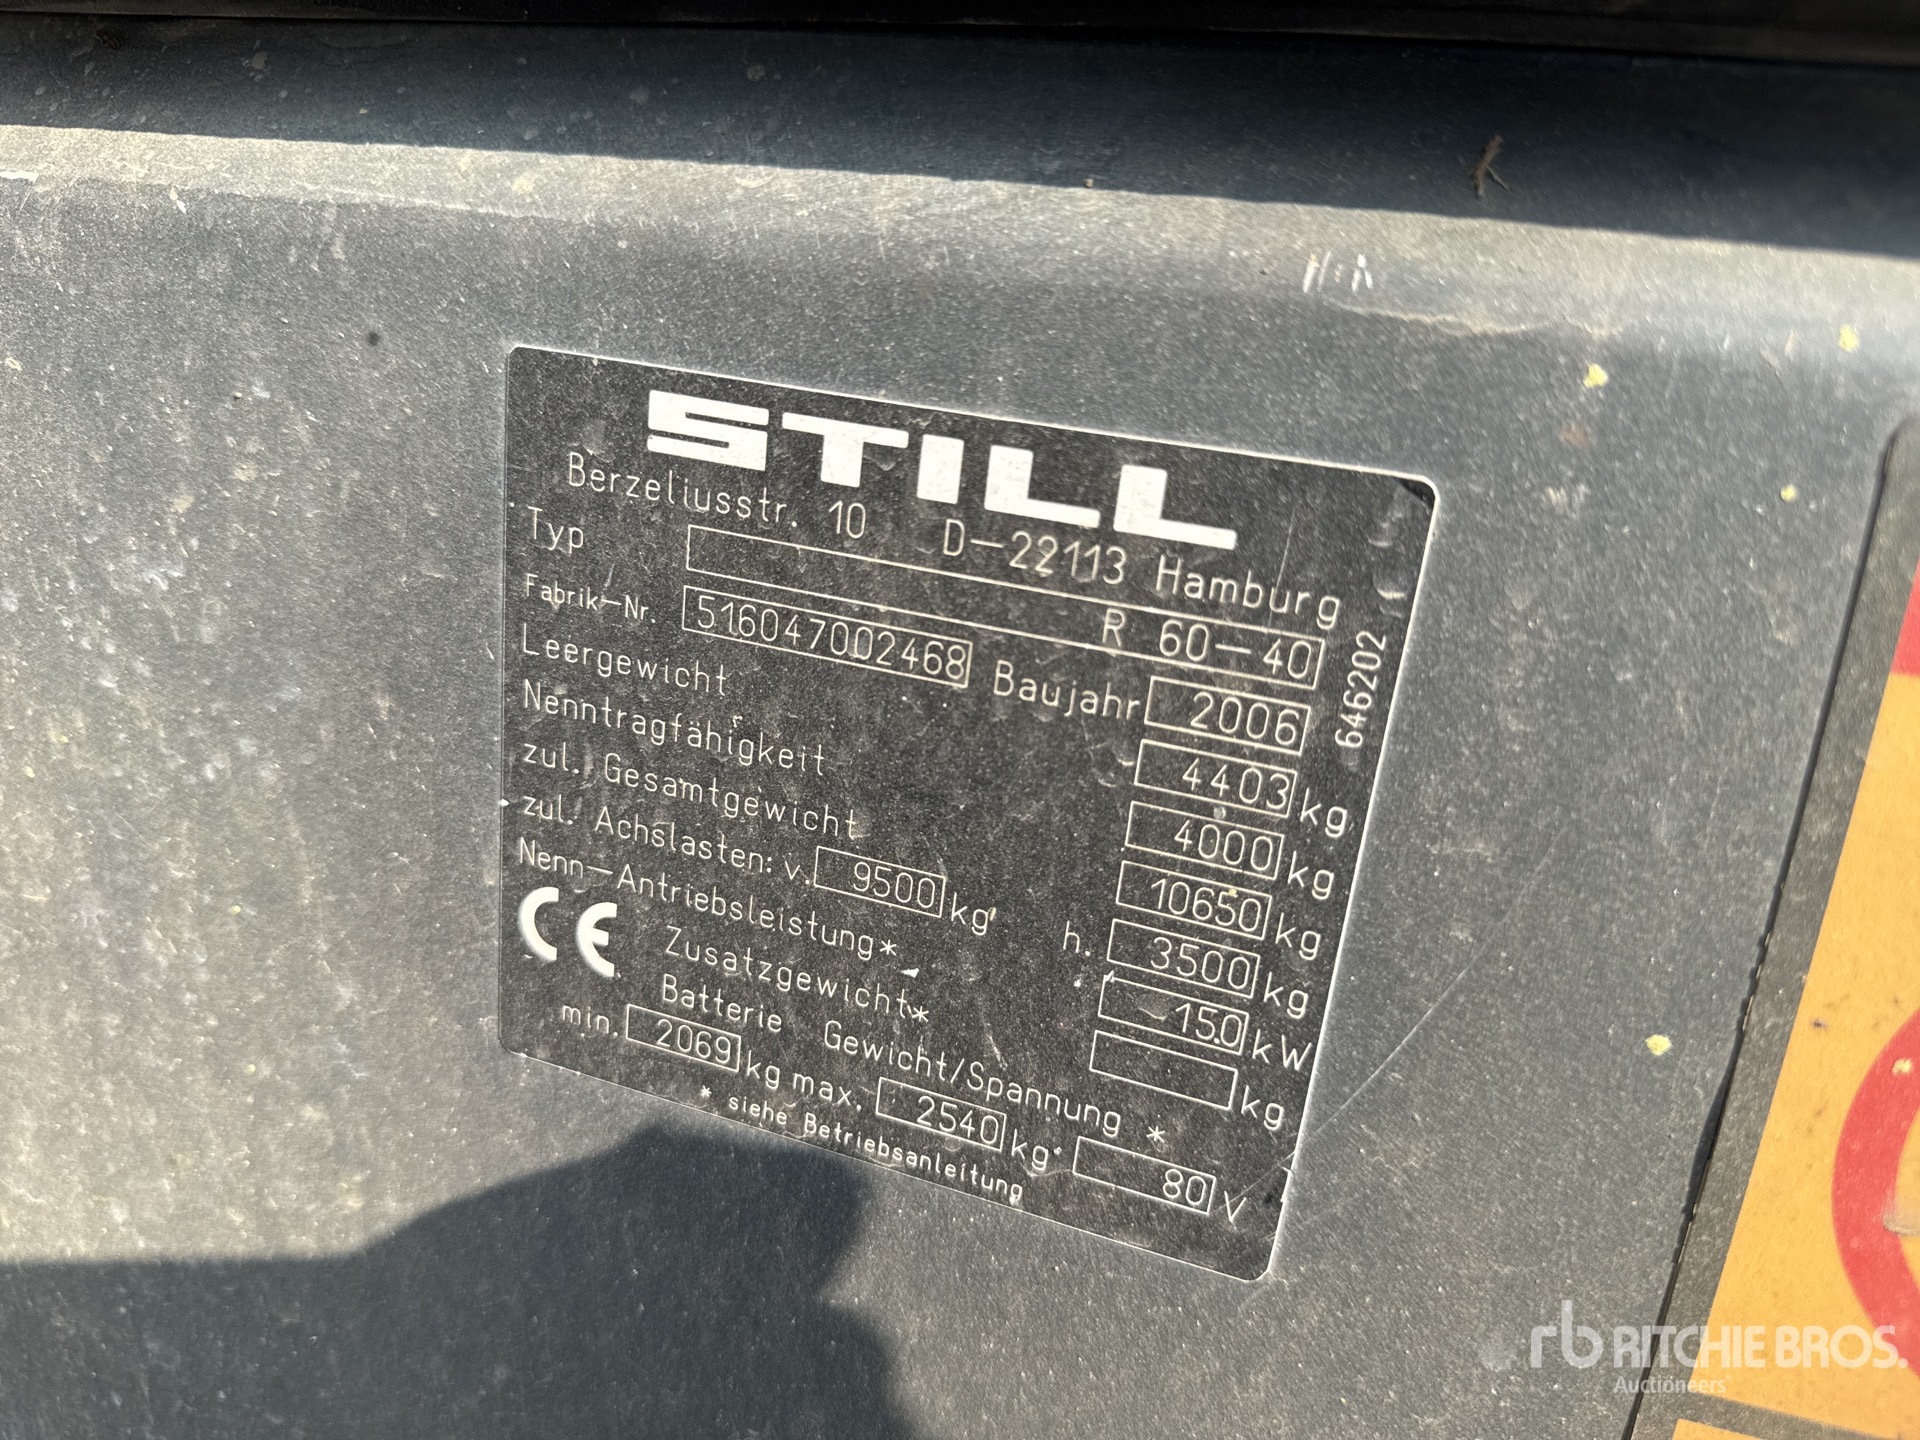 STILL
Berzeliusstr. 10 D-22113 Hamburg
Typ R 60-40
Fabrik-Nr. 516047002468 Baujahr 2006
Leergewicht 4403 kg
Nenntragfähigkeit 4000 kg
zul. Gesamtgewicht 10650 kg
zul. Achslasten: v. 9500 kg h. 3500 kg
Nenn-Antriebsleistung* 15.0 kW
CE Zusatzgewicht* kg
Batterie Gewicht/Spannung *
min. 2069 kg max. 2540 kg 80 V
* siehe Betriebsanleitung
646202
rb RITCHIE BROS.
Auctioneers